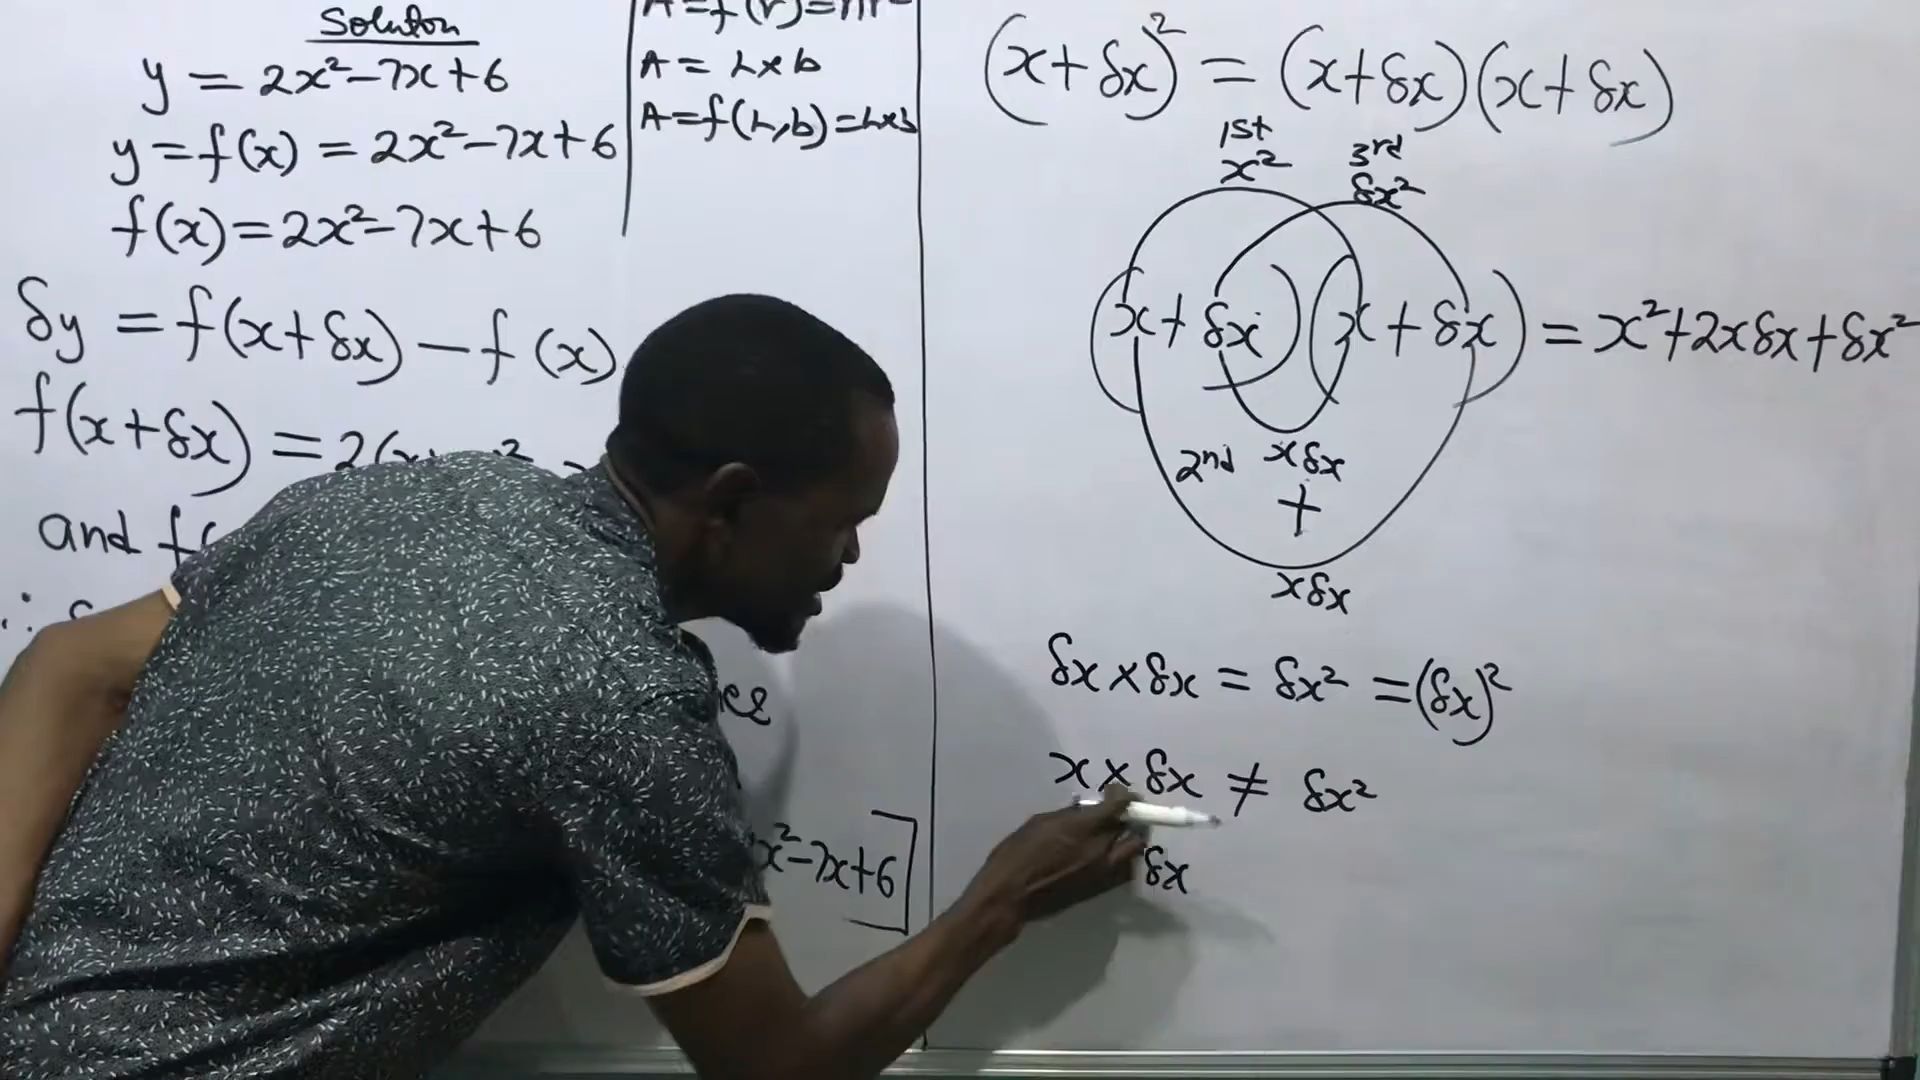 Soluton
y = 2x²-7x+6
y=f(x) = 2x²-7x+6
f(x)=2x²-7x+6
δy = f(x+δx) - f(x)
f(x+δx) = 2(x
and f(
∴
x²-7x+6
A=f(r)=πr²
A = L×b
A=f(L,b)=L×b
(x+δx)² = (x+δx)(x+δx)
1st
x²
3rd
δx²
(x+δx)(x+δx) = x²+2xδx+δx²
2nd xδx
+
xδx
δx×δx = δx² =(δx)²
x×δx ≠ δx²
δx